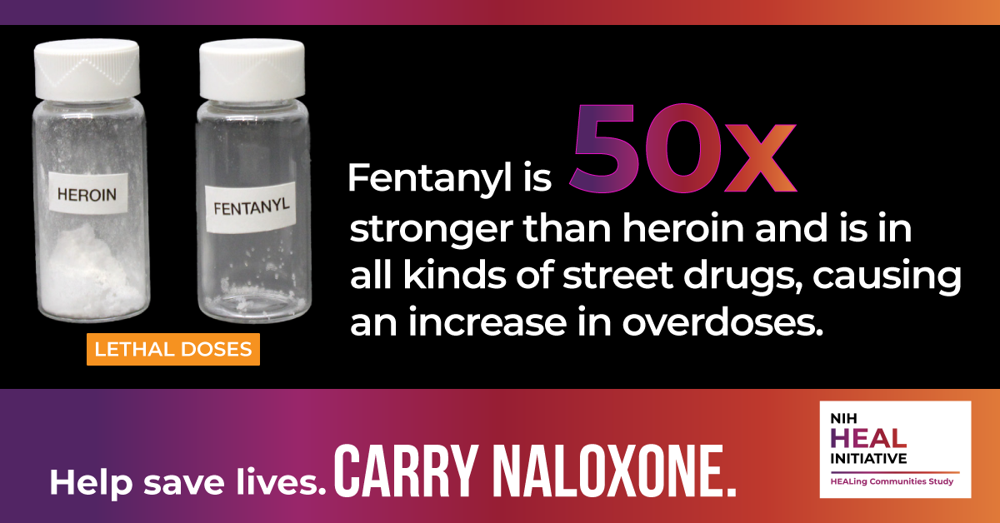 HEROIN
FENTANYL
LETHAL DOSES
Fentanyl is 50x
stronger than heroin and is in
all kinds of street drugs, causing
an increase in overdoses.
Help save lives. CARRY NALOXONE.
NIH
HEAL
INITIATIVE
HEALing Communities Study